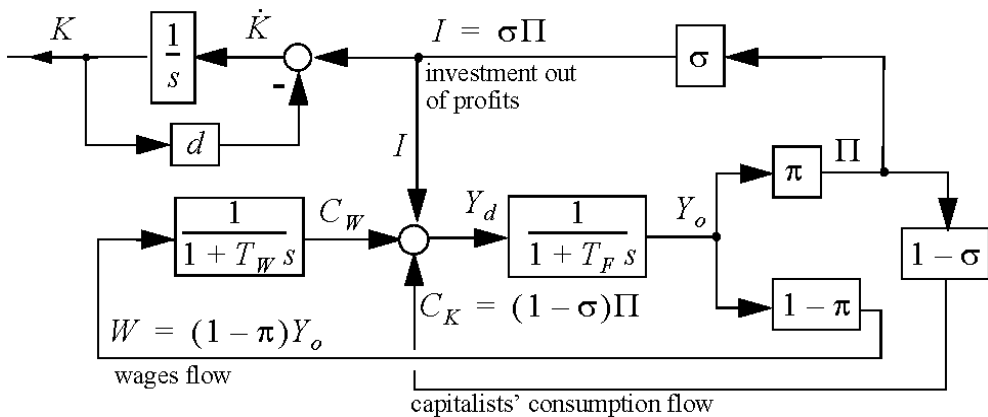 K
1
s
K̇
I = σΠ
σ
investment out
of profits
-
d
I
π
Π
1
1 + T_W s
C_W
Y_d
1
1 + T_F s
Y_o
1 − σ
C_K = (1 − σ)Π
1 − π
W = (1 − π)Y_o
wages flow
capitalists' consumption flow